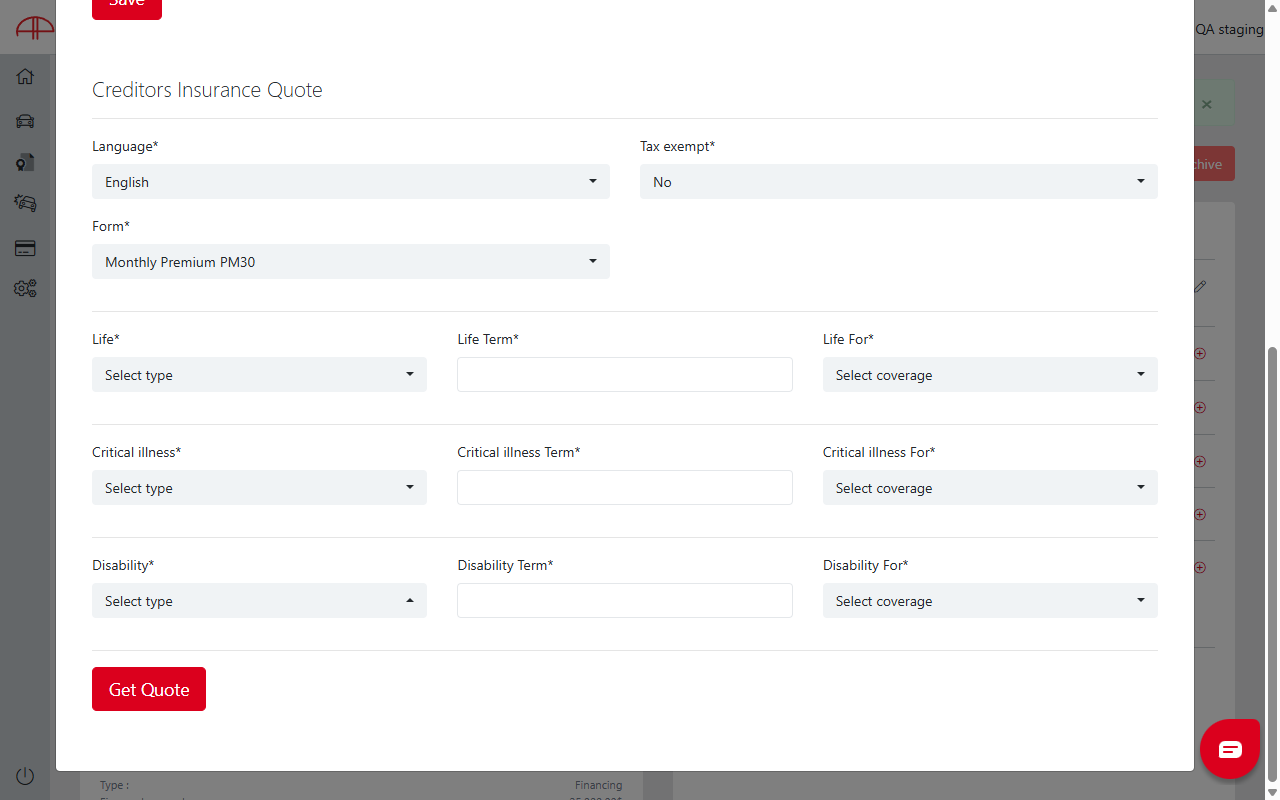 Save
QA staging
Creditors Insurance Quote
Language*
Tax exempt*
English
No
Form*
Monthly Premium PM30
Life*
Life Term*
Life For*
Select type
Select coverage
Critical illness*
Critical illness Term*
Critical illness For*
Select type
Select coverage
Disability*
Disability Term*
Disability For*
Select type
Select coverage
Get Quote
Type :
Financing